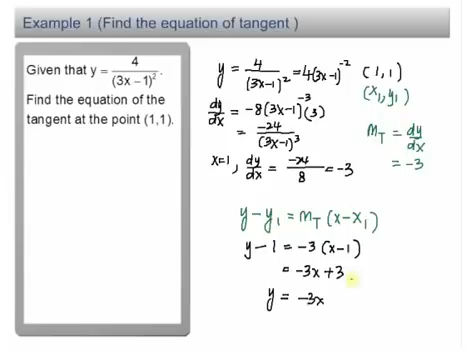 Example 1 (Find the equation of tangent )
Given that y = 4/(3x − 1)².
Find the equation of the
tangent at the point (1,1).
y = 4/(3x−1)² = 4(3x−1)⁻² (1, 1)
(x₁, y₁)
dy/dx = −8(3x−1)⁻³(3)
= −24/(3x−1)³
m_T = dy/dx
= −3
x=1, dy/dx = −24/8 = −3
y − y₁ = m_T (x − x₁)
y − 1 = −3 (x−1)
= −3x + 3
y = −3x